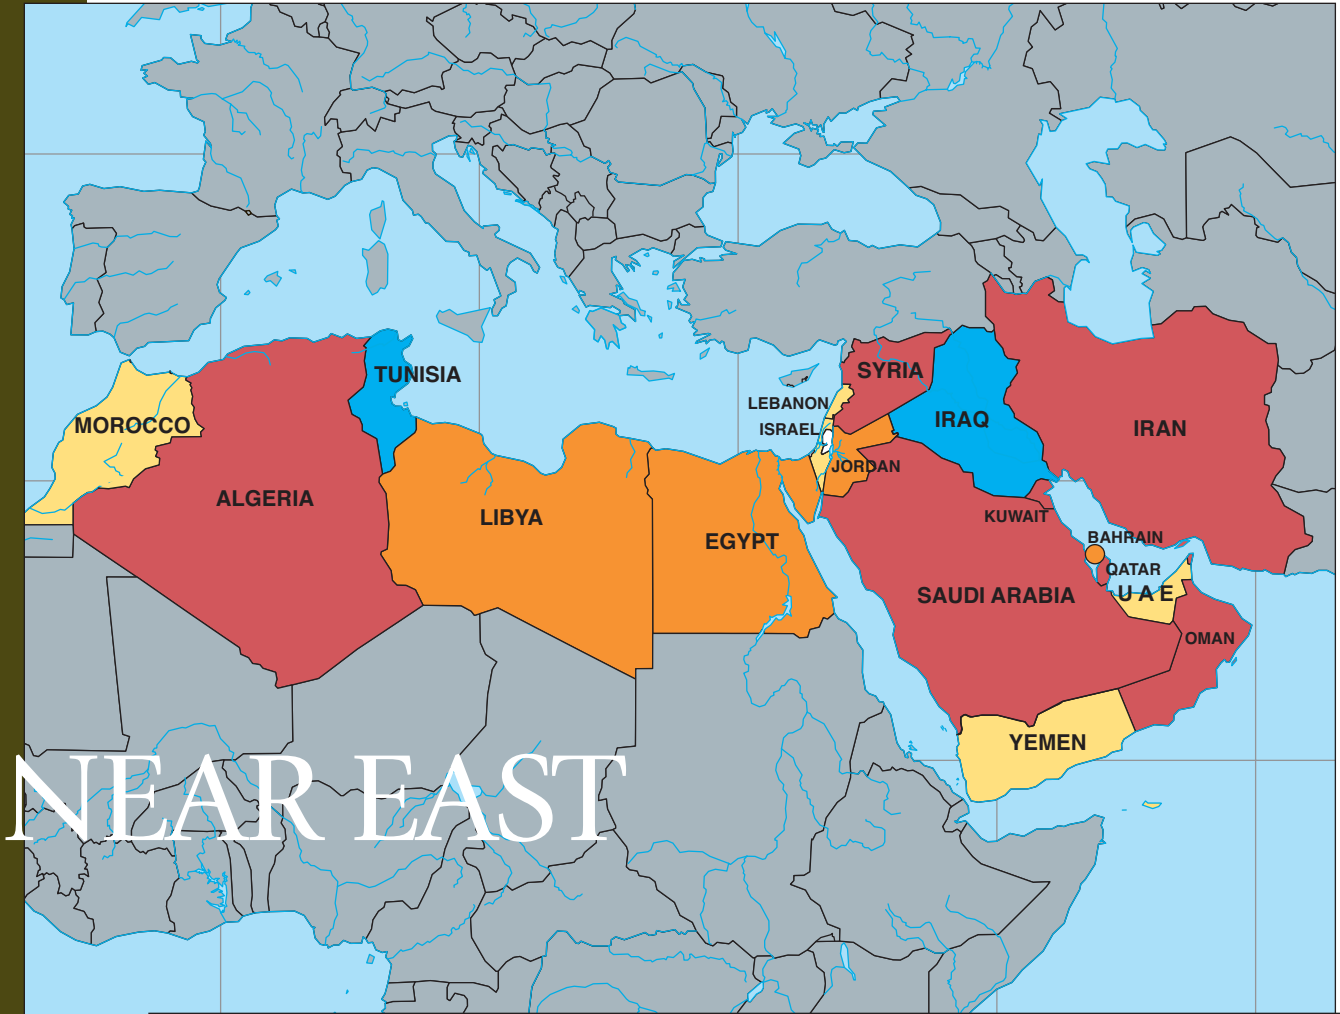 TUNISIA
SYRIA
LEBANON
ISRAEL
IRAQ
IRAN
MOROCCO
JORDAN
ALGERIA
LIBYA
KUWAIT
EGYPT
BAHRAIN
QATAR
SAUDI ARABIA
U A E
OMAN
YEMEN
NEAR EAST